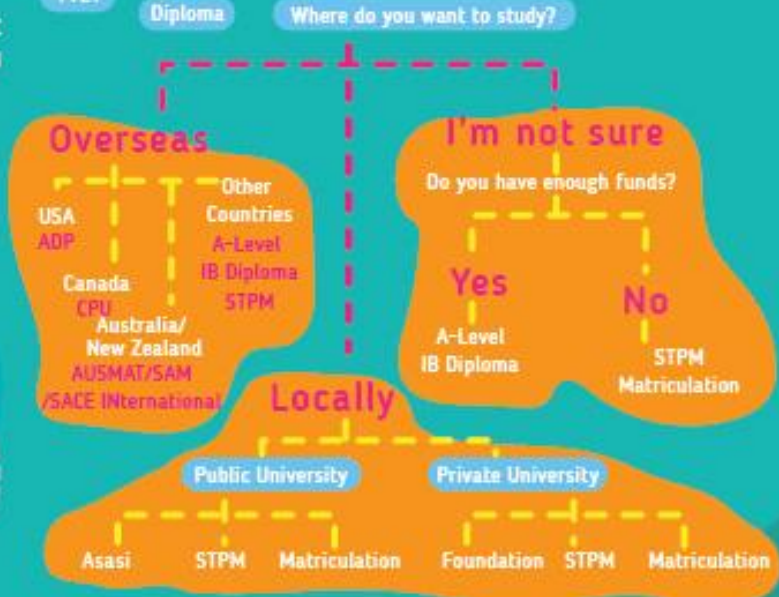 Diploma
Where do you want to study?
Overseas
USA
ADP
Canada
CPU
Australia/
New Zealand
AUSMAT/SAM
/SACE INternational
Other
Countries
A-Level
IB Diploma
STPM
I'm not sure
Do you have enough funds?
Yes
A-Level
IB Diploma
No
STPM
Matriculation
Locally
Public University
Asasi
STPM
Matriculation
Private University
Foundation
STPM
Matriculation